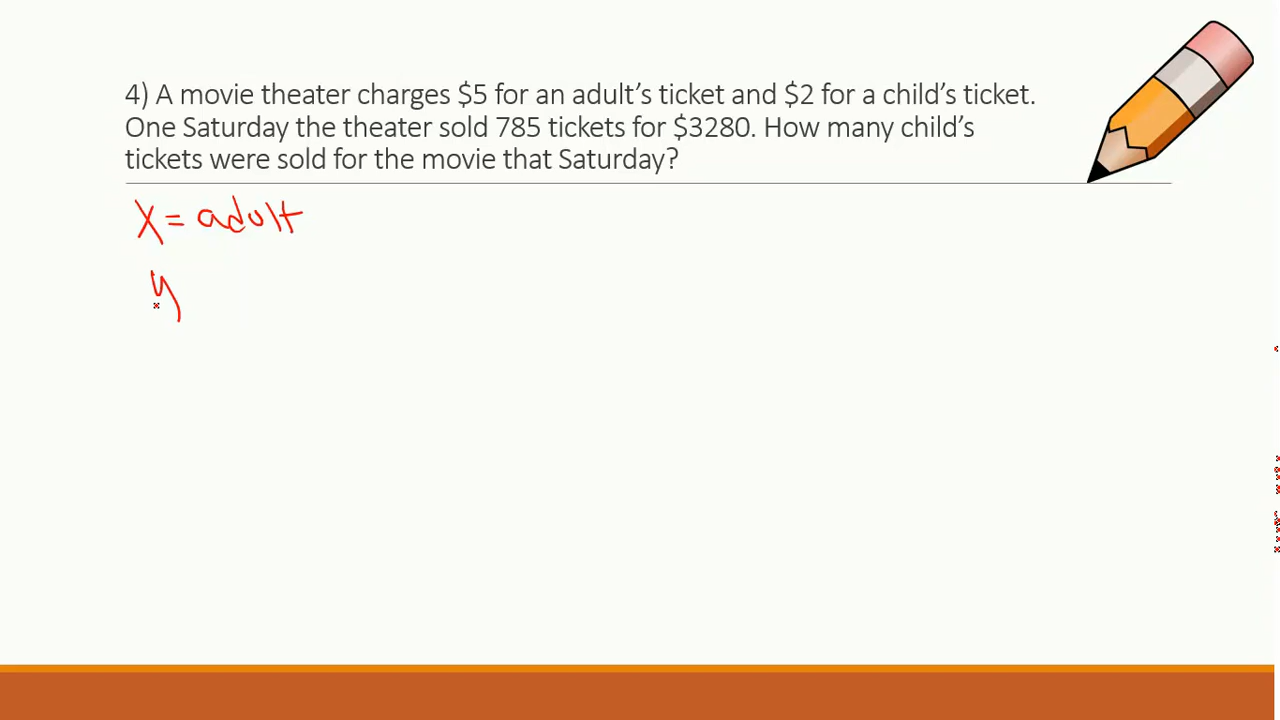 4) A movie theater charges $5 for an adult’s ticket and $2 for a child’s ticket.
One Saturday the theater sold 785 tickets for $3280. How many child’s
tickets were sold for the movie that Saturday?
x = adult
y